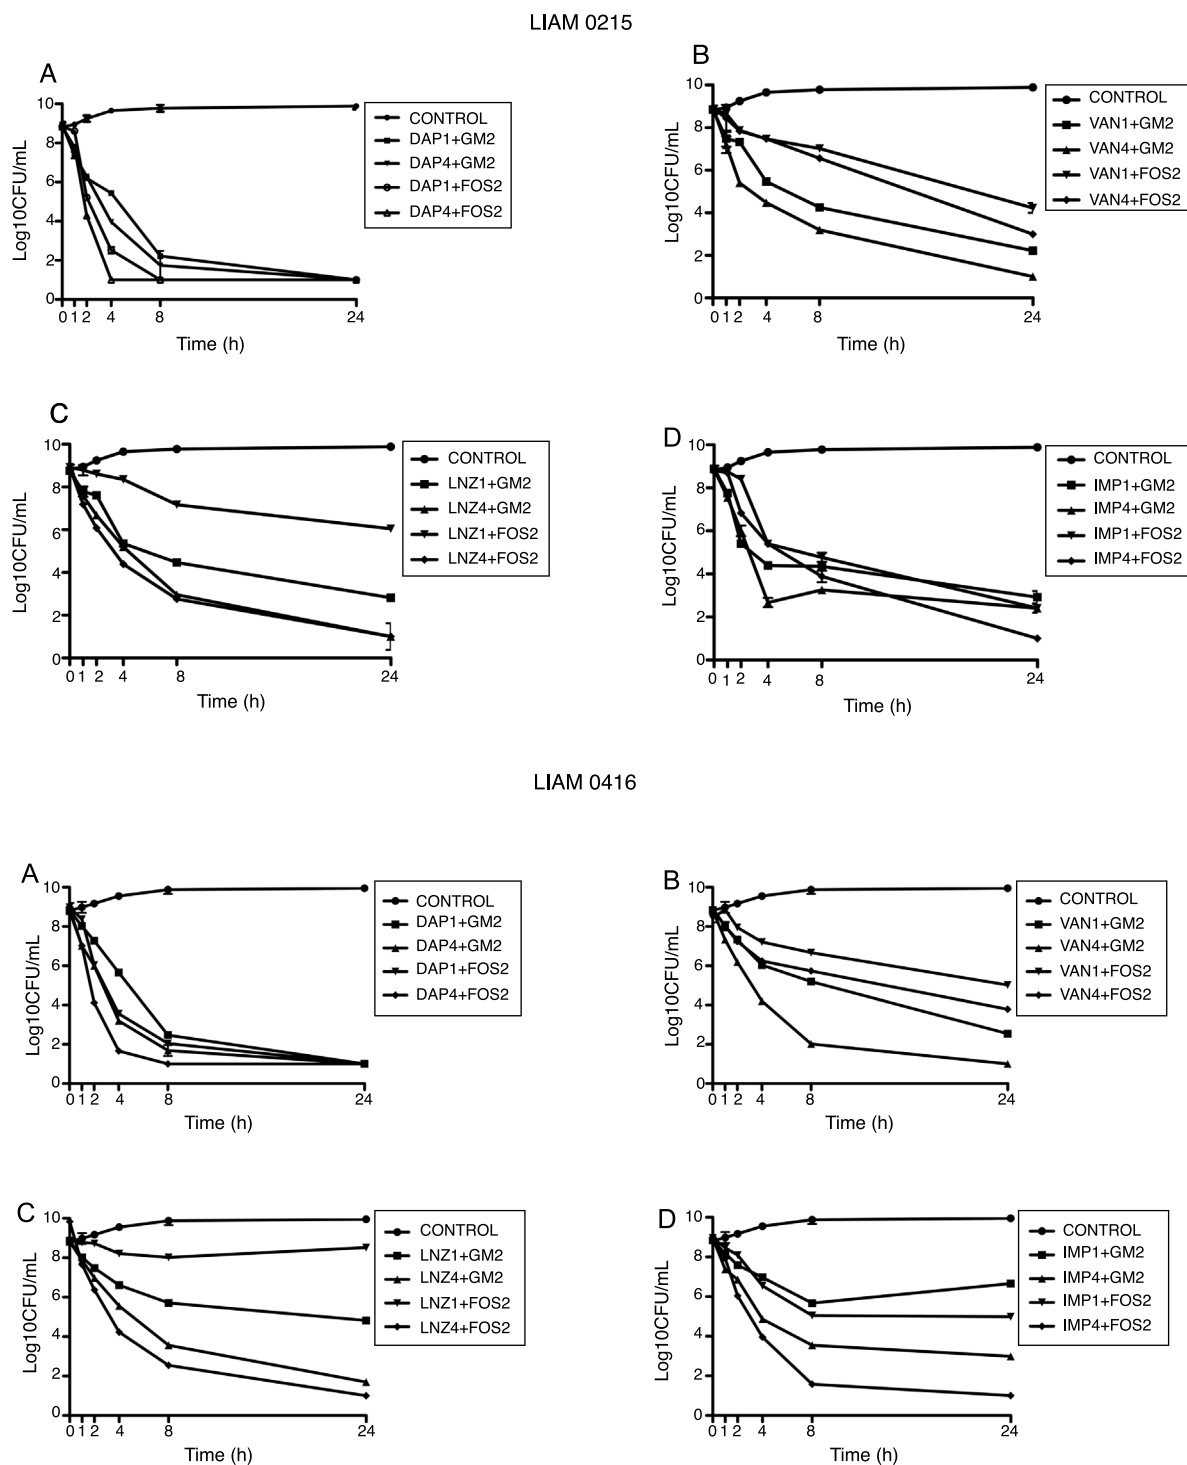 LIAM 0215
A
Log10CFU/mL
10
8
6
4
2
0
0 1 2 4 8 24
Time (h)
CONTROL
DAP1+GM2
DAP4+GM2
DAP1+FOS2
DAP4+FOS2
B
Log10CFU/mL
10
8
6
4
2
0
0 1 2 4 8 24
Time (h)
CONTROL
VAN1+GM2
VAN4+GM2
VAN1+FOS2
VAN4+FOS2
C
Log10CFU/mL
10
8
6
4
2
0
0 1 2 4 8 24
Time (h)
CONTROL
LNZ1+GM2
LNZ4+GM2
LNZ1+FOS2
LNZ4+FOS2
D
Log10CFU/mL
10
8
6
4
2
0
0 1 2 4 8 24
Time (h)
CONTROL
IMP1+GM2
IMP4+GM2
IMP1+FOS2
IMP4+FOS2
LIAM 0416
A
Log10CFU/mL
10
8
6
4
2
0
0 1 2 4 8 24
Time (h)
CONTROL
DAP1+GM2
DAP4+GM2
DAP1+FOS2
DAP4+FOS2
B
Log10CFU/mL
10
8
6
4
2
0
0 1 2 4 8 24
Time (h)
CONTROL
VAN1+GM2
VAN4+GM2
VAN1+FOS2
VAN4+FOS2
C
Log10CFU/mL
10
8
6
4
2
0
0 1 2 4 8 24
Time (h)
CONTROL
LNZ1+GM2
LNZ4+GM2
LNZ1+FOS2
LNZ4+FOS2
D
Log10CFU/mL
10
8
6
4
2
0
0 1 2 4 8 24
Time (h)
CONTROL
IMP1+GM2
IMP4+GM2
IMP1+FOS2
IMP4+FOS2